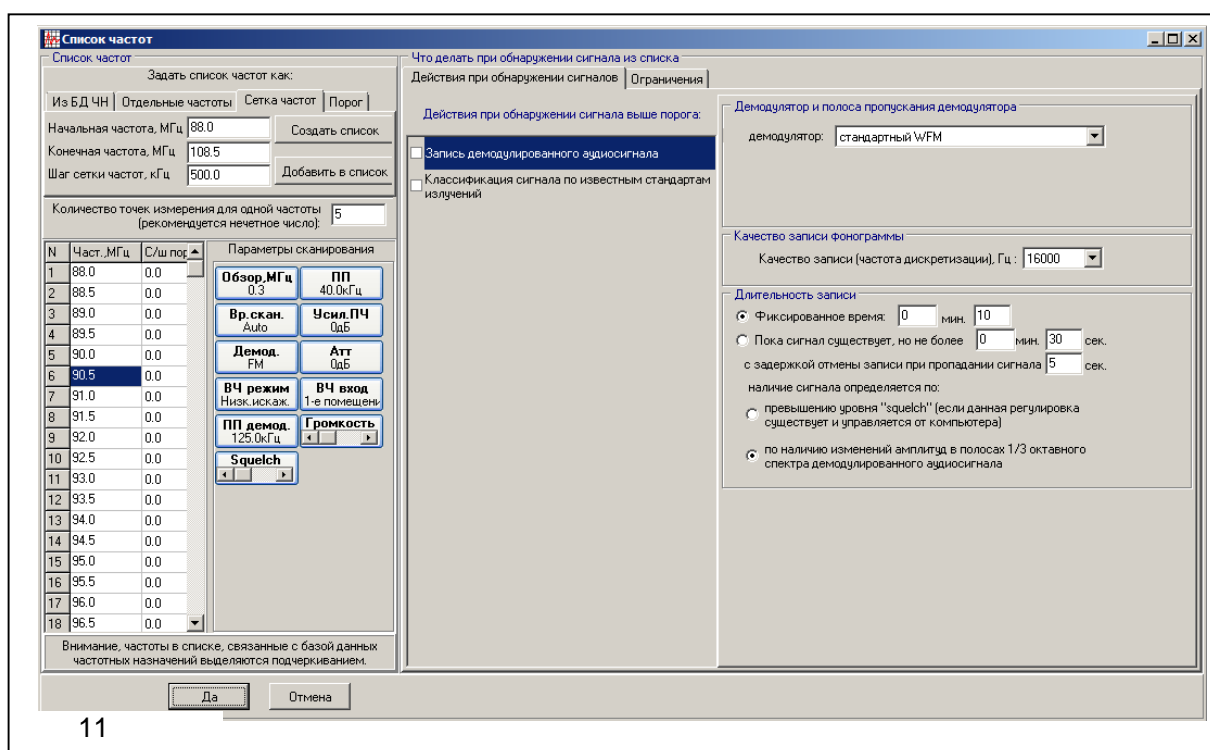 Список частот
Список частот
Задать список частот как:
Из БД ЧН
Отдельные частоты
Сетка частот
Порог
Начальная частота, МГц 88.0
Создать список
Конечная частота, МГц 108.5
Шаг сетки частот, кГц 500.0
Добавить в список
Количество точек измерения для одной частоты
(рекомендуется нечетное число): 5
N Част.,МГц С/ш пор
1 88.0 0.0
2 88.5 0.0
3 89.0 0.0
4 89.5 0.0
5 90.0 0.0
6 90.5 0.0
7 91.0 0.0
8 91.5 0.0
9 92.0 0.0
10 92.5 0.0
11 93.0 0.0
12 93.5 0.0
13 94.0 0.0
14 94.5 0.0
15 95.0 0.0
16 95.5 0.0
17 96.0 0.0
18 96.5 0.0
Параметры сканирования
Обзор,МГц
0.3
ПП
40.0кГц
Вр.скан.
Auto
Усил.ПЧ
0дБ
Демод.
FM
Атт
0дБ
ВЧ режим
Низк.искаж.
ВЧ вход
1-е помещени
ПП демод.
125.0кГц
Громкость
Squelch
Внимание, частоты в списке, связанные с базой данных
частотных назначений выделяются подчеркиванием.
Что делать при обнаружении сигнала из списка
Действия при обнаружении сигналов
Ограничения
Действия при обнаружении сигнала выше порога:
Запись демодулированного аудиосигнала
Классификация сигнала по известным стандартам
излучений
Демодулятор и полоса пропускания демодулятора
демодулятор: стандартный WFM
Качество записи фонограммы
Качество записи (частота дискретизации), Гц : 16000
Длительность записи
Фиксированное время: 0 мин. 10
Пока сигнал существует, но не более 0 мин. 30 сек.
с задержкой отмены записи при пропадании сигнала 5 сек.
наличие сигнала определяется по:
превышению уровня "squelch" (если данная регулировка
существует и управляется от компьютера)
по наличию изменений амплитуд в полосах 1/3 октавного
спектра демодулированного аудиосигнала
Да
Отмена
11